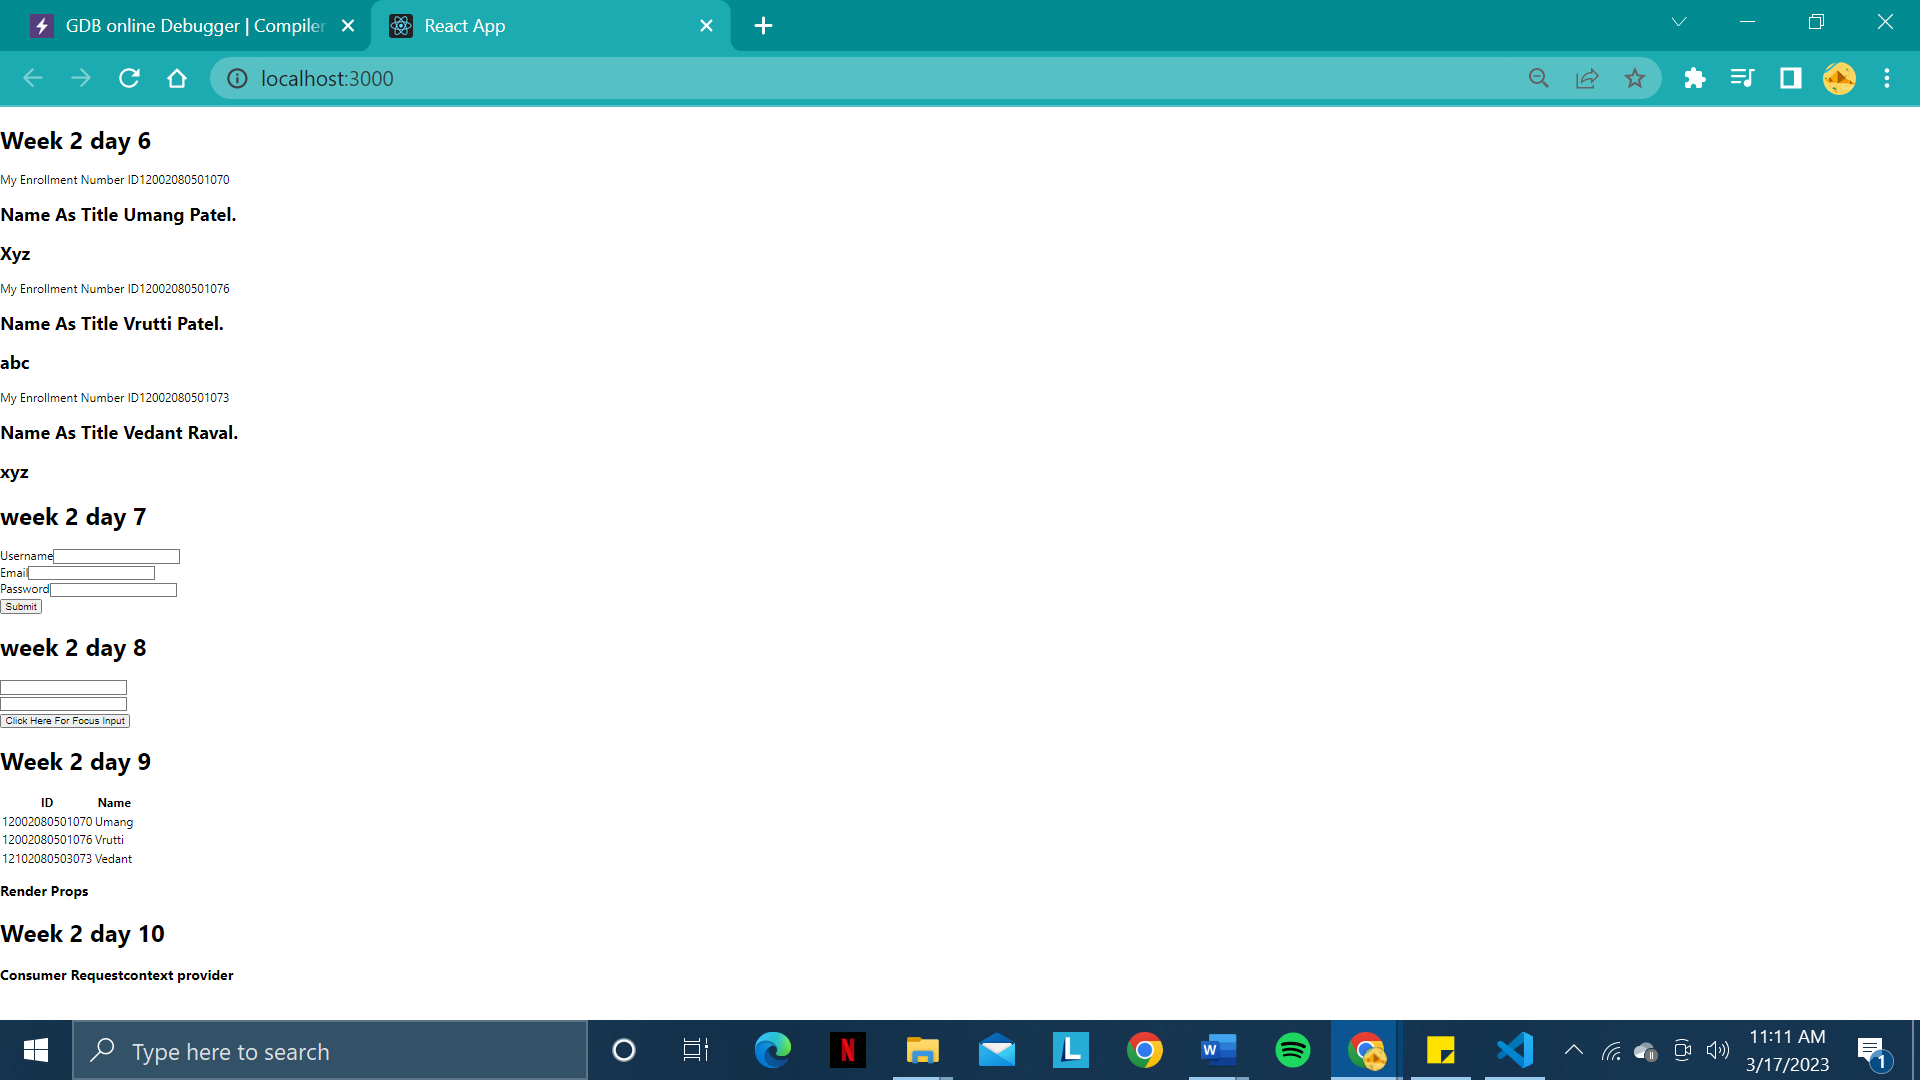 GDB online Debugger | Compiler
React App
localhost:3000
Week 2 day 6
My Enrollment Number ID12002080501070
Name As Title Umang Patel.
Xyz
My Enrollment Number ID12002080501076
Name As Title Vrutti Patel.
abc
My Enrollment Number ID12002080501073
Name As Title Vedant Raval.
xyz
week 2 day 7
Username
Email
Password
Submit
week 2 day 8
Click Here For Focus Input
Week 2 day 9
ID Name
12002080501070 Umang
12002080501076 Vrutti
12102080503073 Vedant
Render Props
Week 2 day 10
Consumer Requestcontext provider
Type here to search
N
L
W
11:11 AM
3/17/2023
1